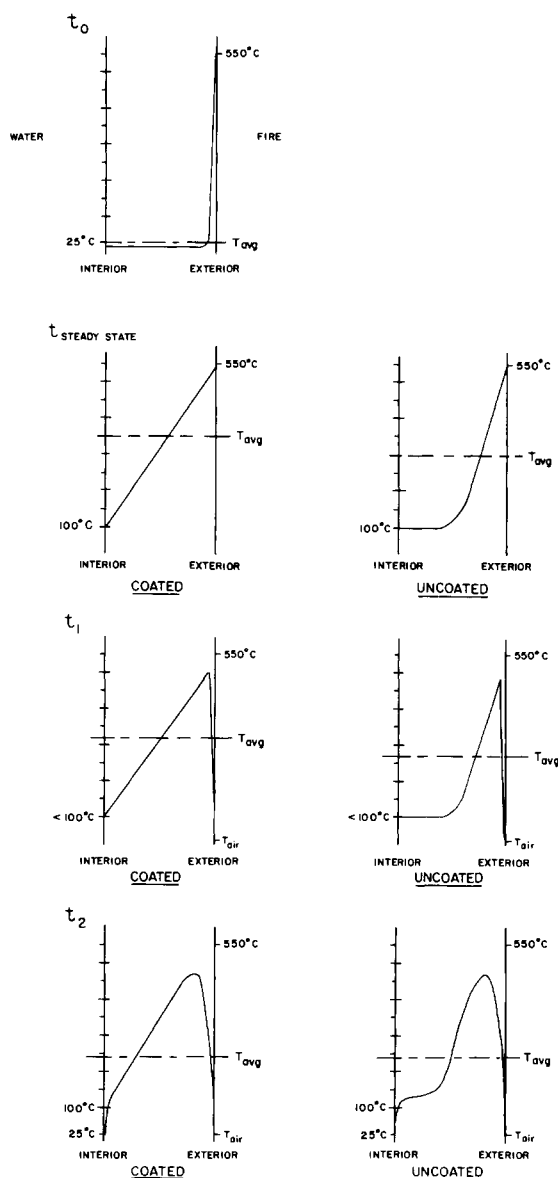 t0
550°C
WATER
FIRE
25°C
Tavg
INTERIOR EXTERIOR
tSTEADY STATE
550°C
Tavg
100°C
INTERIOR EXTERIOR
COATED
550°C
Tavg
100°C
INTERIOR EXTERIOR
UNCOATED
t1
550°C
Tavg
<100°C
Tair
INTERIOR EXTERIOR
COATED
550°C
Tavg
<100°C
Tair
INTERIOR EXTERIOR
UNCOATED
t2
550°C
Tavg
100°C
25°C
Tair
INTERIOR EXTERIOR
COATED
550°C
Tavg
100°C
25°C
Tair
INTERIOR EXTERIOR
UNCOATED